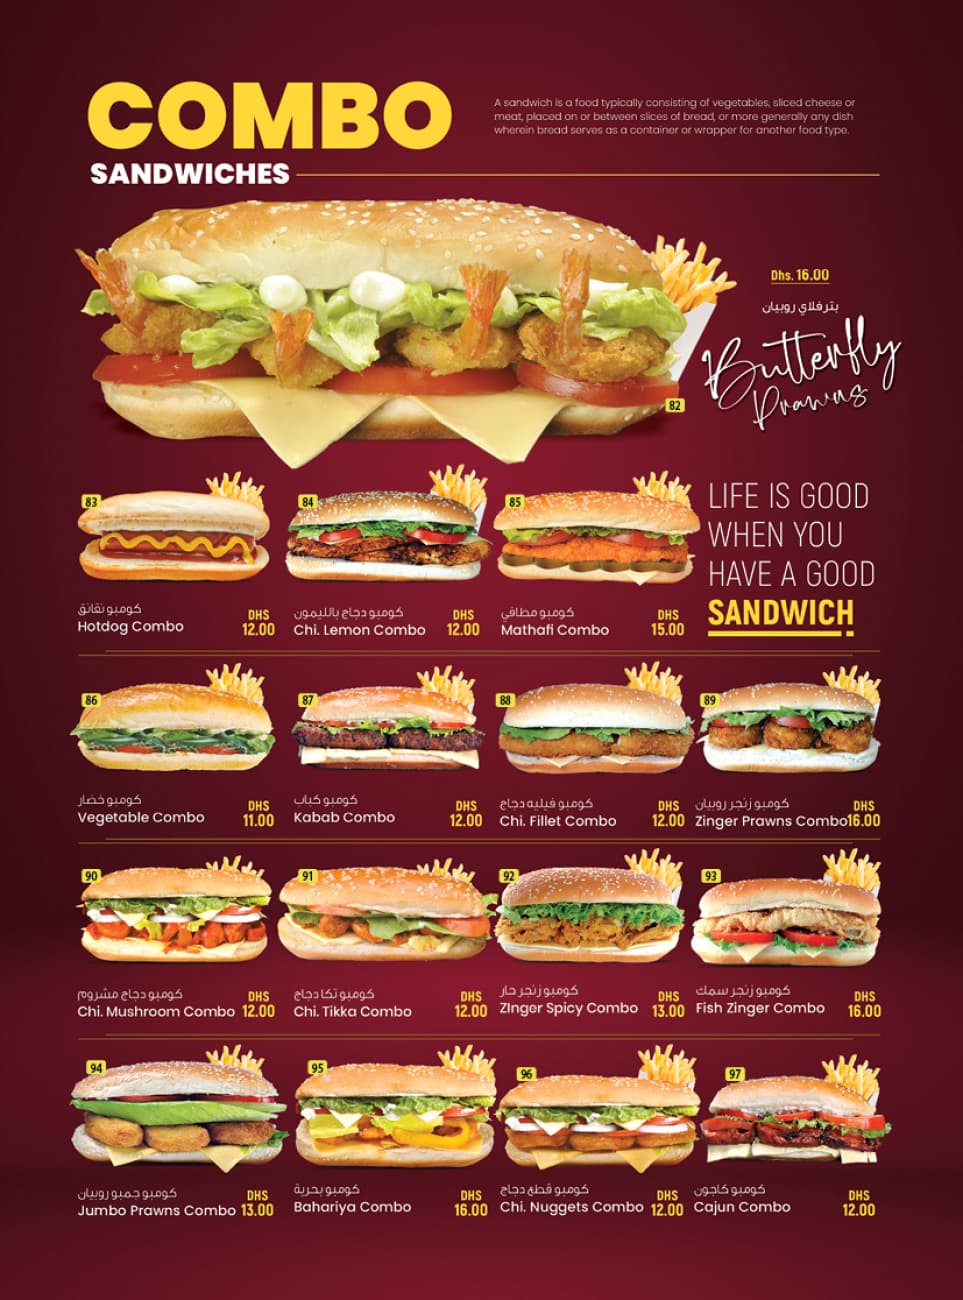 COMBO
SANDWICHES
A sandwich is a food typically consisting of vegetables, sliced cheese or
meat, placed on or between slices of bread, or more generally any dish
wherein bread serves as a container or wrapper for another food type.
Dhs. 16.00
بترفلاي روبيان
Butterfly
Prawns
82
LIFE IS GOOD
WHEN YOU
HAVE A GOOD
SANDWICH
83
كومبو نقانق
Hotdog Combo
DHS
12.00
84
كومبو دجاج بالليمون
Chi. Lemon Combo
DHS
12.00
85
كومبو مطافي
Mathafi Combo
DHS
15.00
86
كومبو خضار
Vegetable Combo
DHS
11.00
87
كومبو كباب
Kabab Combo
DHS
12.00
88
كومبو فيليه دجاج
Chi. Fillet Combo
DHS
12.00
89
كومبو زنجر روبيان
Zinger Prawns Combo
DHS
16.00
90
كومبو دجاج مشروم
Chi. Mushroom Combo
DHS
12.00
91
كومبو تكا دجاج
Chi. Tikka Combo
DHS
12.00
92
كومبو زنجر حار
ZInger Spicy Combo
DHS
13.00
93
كومبو زنجر سمك
Fish Zinger Combo
DHS
16.00
94
كومبو جمبو روبيان
Jumbo Prawns Combo
DHS
13.00
95
كومبو بحرية
Bahariya Combo
DHS
16.00
96
كومبو قطع دجاج
Chi. Nuggets Combo
DHS
12.00
97
كومبو كاجون
Cajun Combo
DHS
12.00